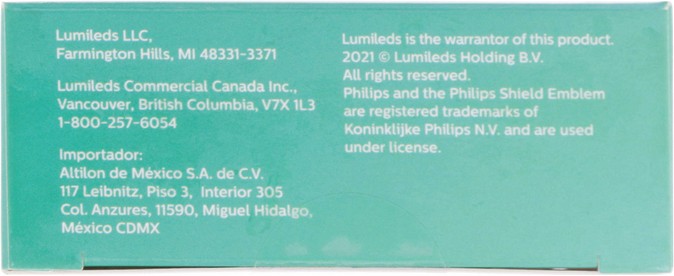 Lumileds LLC,
Farmington Hills, MI 48331-3371
Lumileds Commercial Canada Inc.,
Vancouver, British Columbia, V7X 1L3
1-800-257-6054
Importador:
Altilon de México S.A. de C.V.
117 Leibnitz, Piso 3, Interior 305
Col. Anzures, 11590, Miguel Hidalgo,
México CDMX
Lumileds is the warrantor of this product.
2021 © Lumileds Holding B.V.
All rights reserved.
Philips and the Philips Shield Emblem
are registered trademarks of
Koninklijke Philips N.V. and are used
under license.